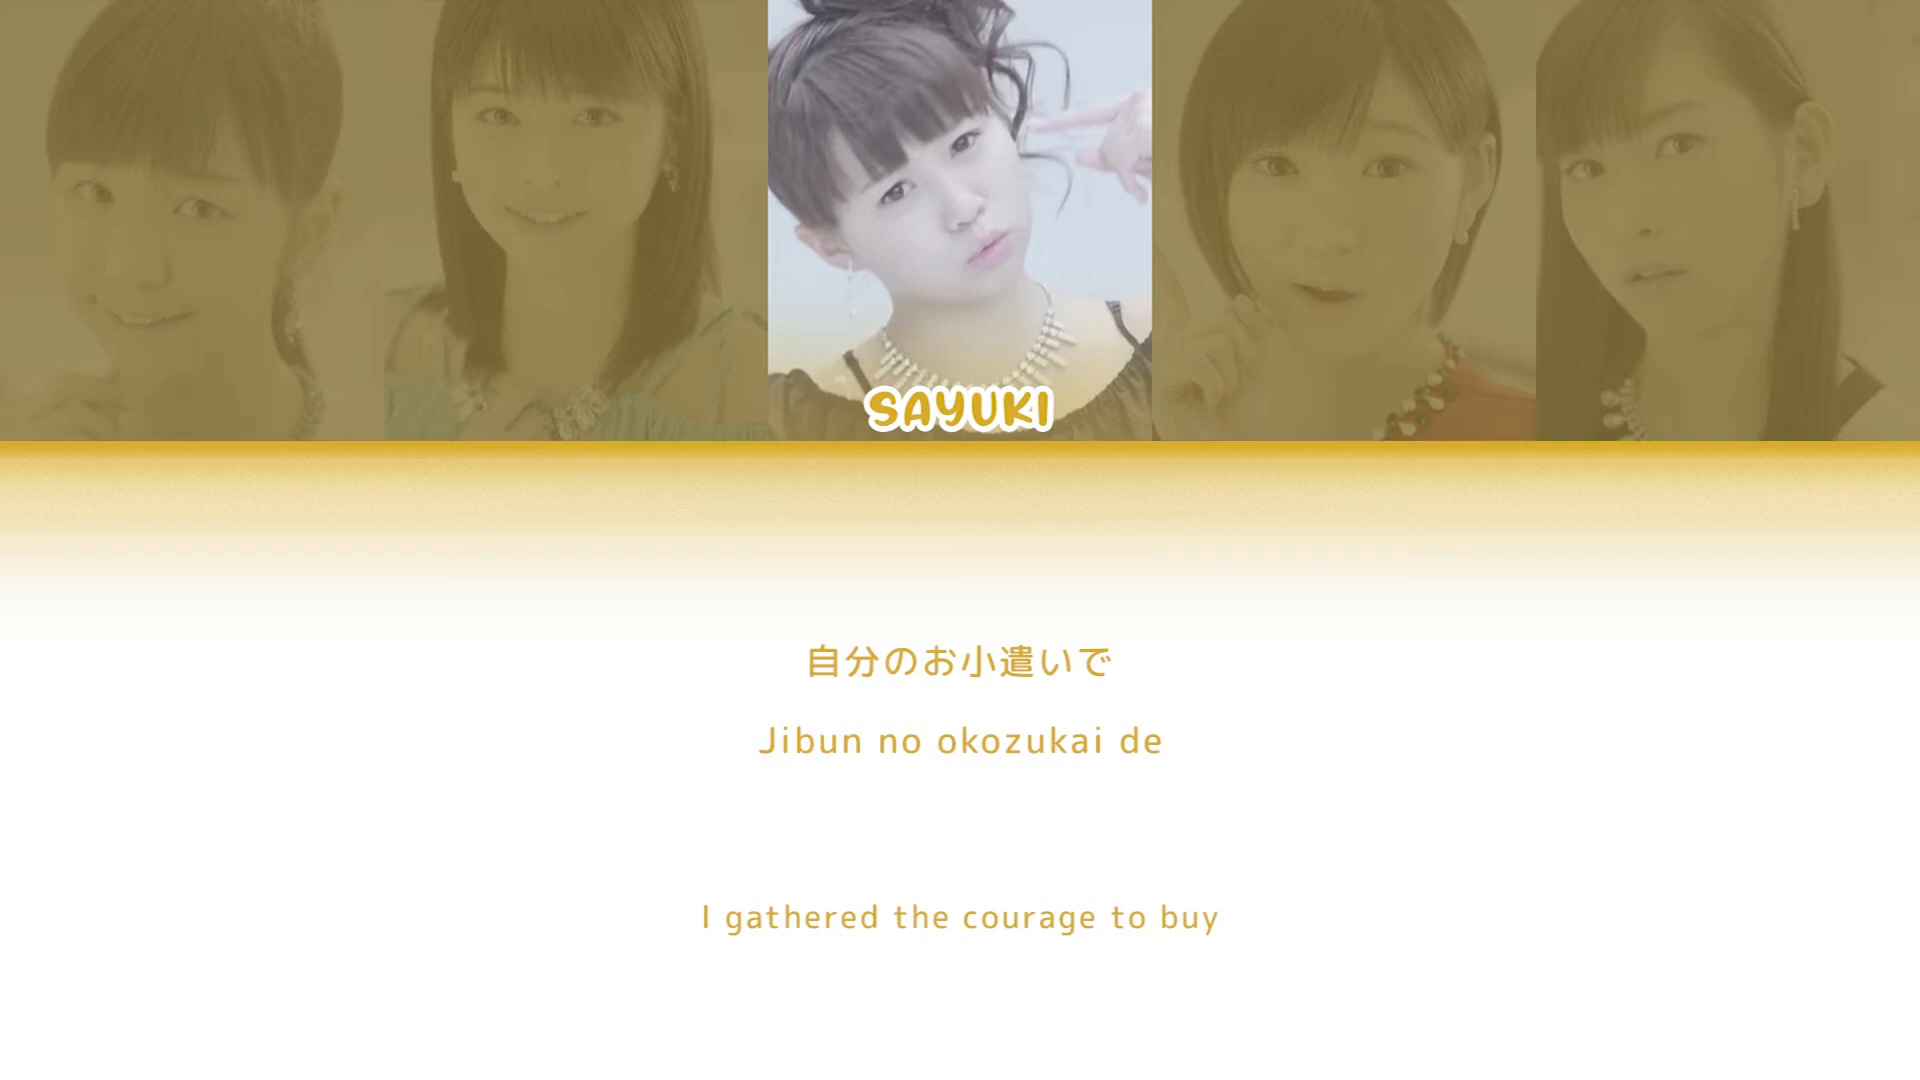 SAYUKI
自分のお小遣いで
Jibun no okozukai de
I gathered the courage to buy